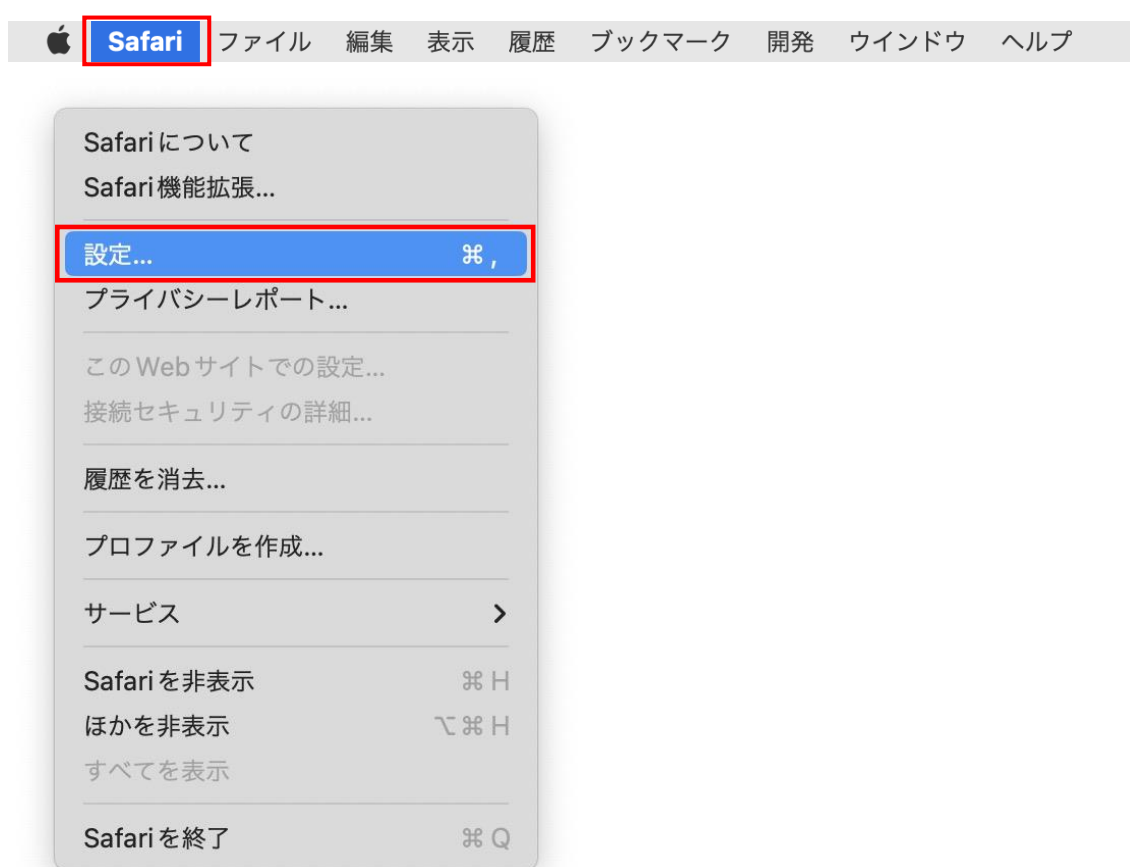 Safari ファイル 編集 表示 履歴 ブックマーク 開発 ウインドウ ヘルプ
Safariについて
Safari機能拡張...
設定... ⌘ ,
プライバシーレポート...
このWebサイトでの設定...
接続セキュリティの詳細...
履歴を消去...
プロファイルを作成...
サービス
Safariを非表示 ⌘ H
ほかを非表示 ⌥ ⌘ H
すべてを表示
Safariを終了 ⌘ Q